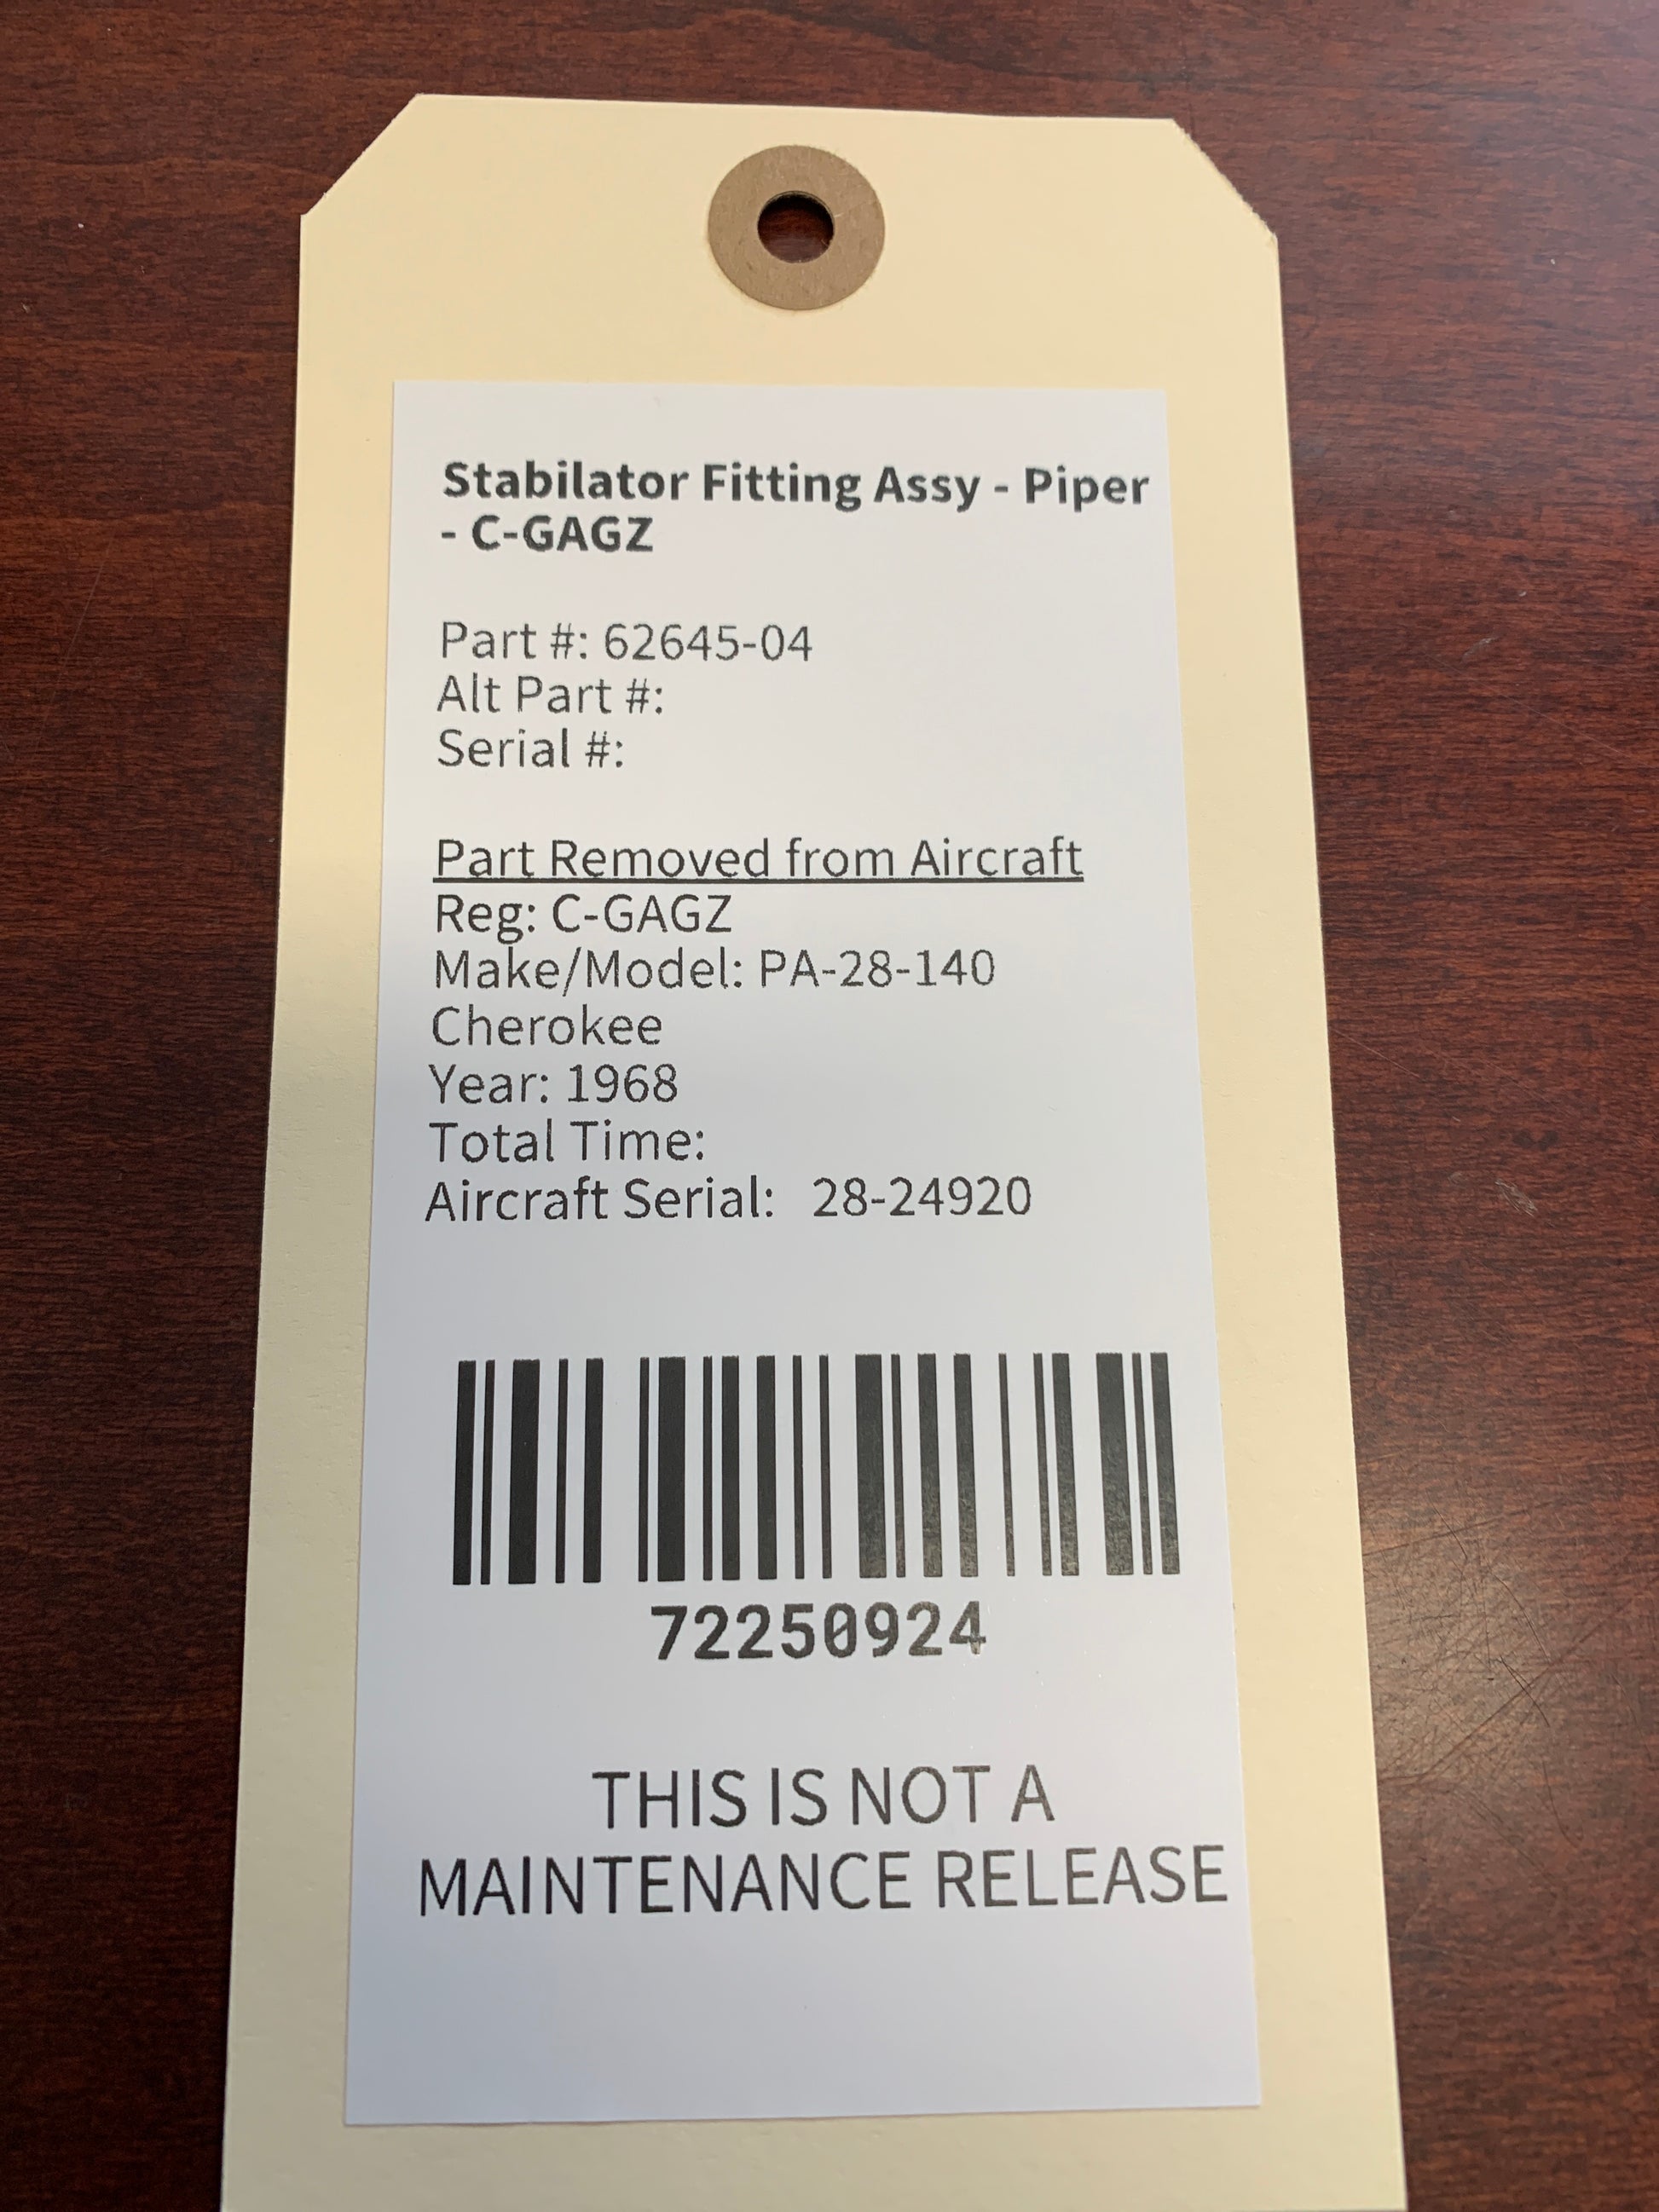 Stabilator Fitting Assy - Piper
- C-GAGZ
Part #: 62645-04
Alt Part #:
Serial #:
Part Removed from Aircraft
Reg: C-GAGZ
Make/Model: PA-28-140
Cherokee
Year: 1968
Total Time:
Aircraft Serial: 28-24920
72250924
THIS IS NOT A
MAINTENANCE RELEASE